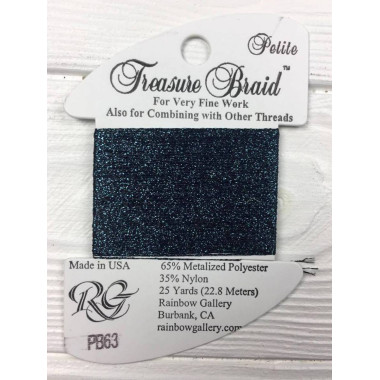 Petite
Treasure Braid™
For Very Fine Work
Also for Combining with Other Threads
Made in USA
RG
PB63
65% Metalized Polyester
35% Nylon
25 Yards (22.8 Meters)
Rainbow Gallery
Burbank, CA
rainbowgallery.com